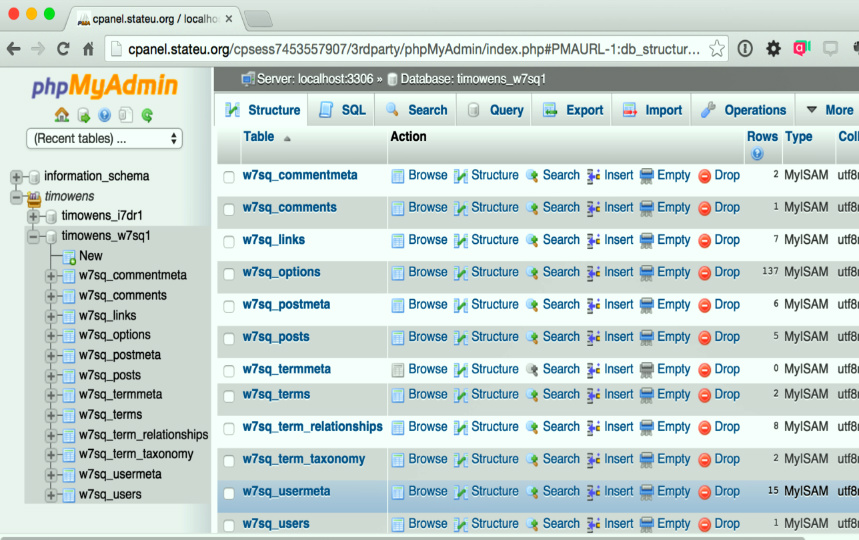 cpanel.stateu.org / localho
cpanel.stateu.org/cpsess7453557907/3rdparty/phpMyAdmin/index.php#PMAURL-1:db_structur...
phpMyAdmin
(Recent tables) ...
information_schema
timowens
timowens_i7dr1
timowens_w7sq1
New
w7sq_commentmeta
w7sq_comments
w7sq_links
w7sq_options
w7sq_postmeta
w7sq_posts
w7sq_termmeta
w7sq_terms
w7sq_term_relationships
w7sq_term_taxonomy
w7sq_usermeta
w7sq_users
Server: localhost:3306 » Database: timowens_w7sq1
Structure SQL Search Query Export Import Operations More
Table Action Rows Type Coll
w7sq_commentmeta Browse Structure Search Insert Empty Drop 2 MyISAM utf8
w7sq_comments Browse Structure Search Insert Empty Drop 1 MyISAM utf8
w7sq_links Browse Structure Search Insert Empty Drop 7 MyISAM utf8
w7sq_options Browse Structure Search Insert Empty Drop 137 MyISAM utf8
w7sq_postmeta Browse Structure Search Insert Empty Drop 6 MyISAM utf8
w7sq_posts Browse Structure Search Insert Empty Drop 5 MyISAM utf8
w7sq_termmeta Browse Structure Search Insert Empty Drop 0 MyISAM utf8
w7sq_terms Browse Structure Search Insert Empty Drop 2 MyISAM utf8
w7sq_term_relationships Browse Structure Search Insert Empty Drop 8 MyISAM utf8
w7sq_term_taxonomy Browse Structure Search Insert Empty Drop 2 MyISAM utf8
w7sq_usermeta Browse Structure Search Insert Empty Drop 15 MyISAM utf8
w7sq_users Browse Structure Search Insert Empty Drop 1 MyISAM utf8